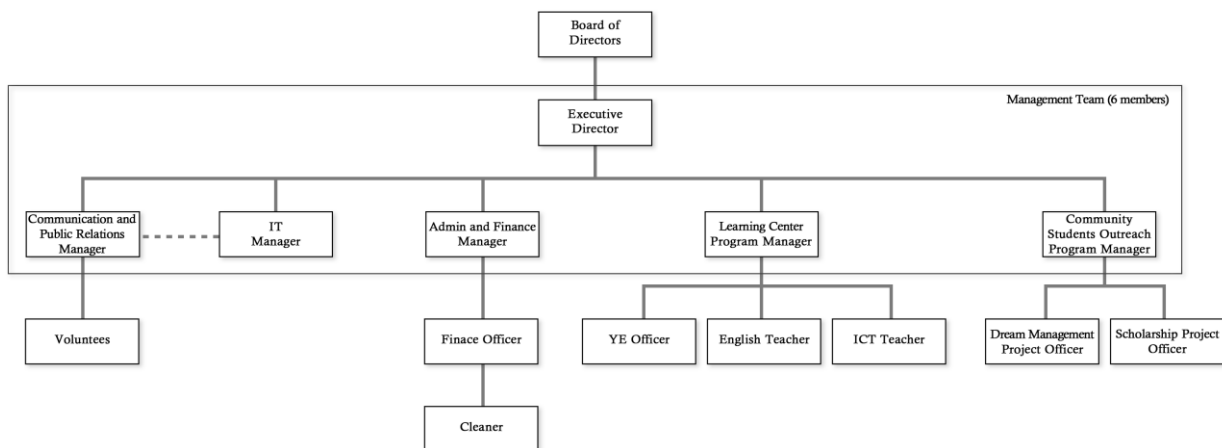 Board of
Directors
Management Team (6 members)
Executive
Director
Communication and
Public Relations
Manager
IT
Manager
Admin and Finance
Manager
Learning Center
Program Manager
Community
Students Outreach
Program Manager
Voluntees
Finace Officer
YE Officer
English Teacher
ICT Teacher
Dream Management
Project Officer
Scholarship Project
Officer
Cleaner